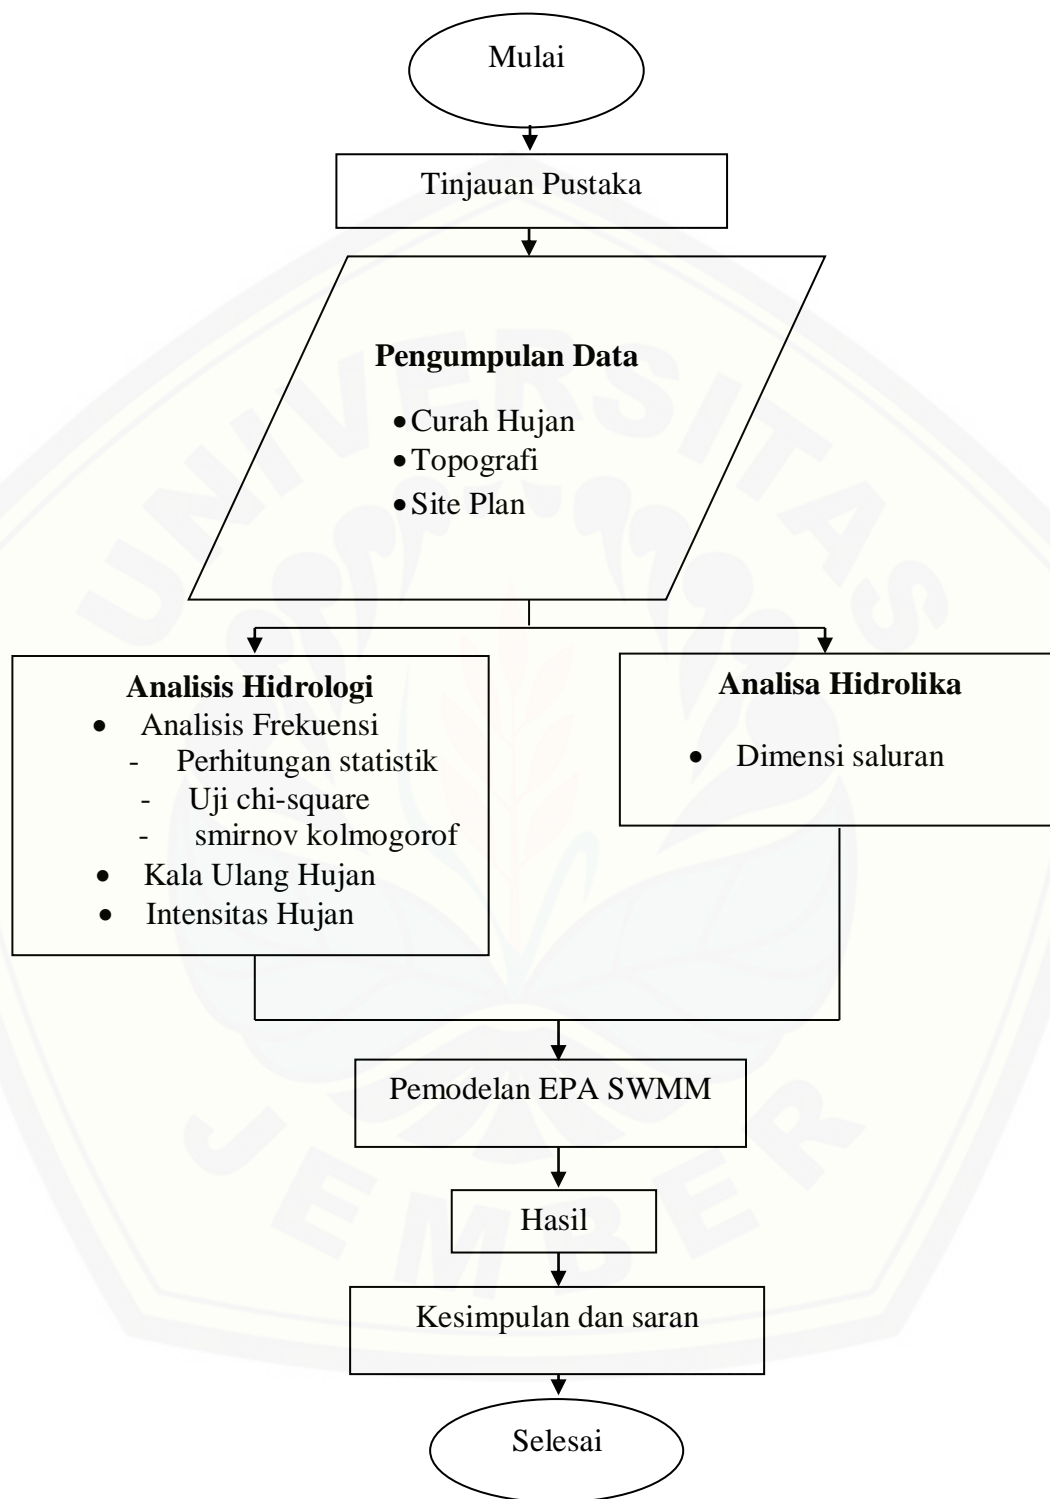 Mulai
Tinjauan Pustaka
Pengumpulan Data
•Curah Hujan
•Topografi
•Site Plan
Analisis Hidrologi
• Analisis Frekuensi
- Perhitungan statistik
- Uji chi-square
- smirnov kolmogorof
• Kala Ulang Hujan
• Intensitas Hujan
Analisa Hidrolika
• Dimensi saluran
Pemodelan EPA SWMM
Hasil
Kesimpulan dan saran
Selesai
UNIVERSITAS
JEMBER